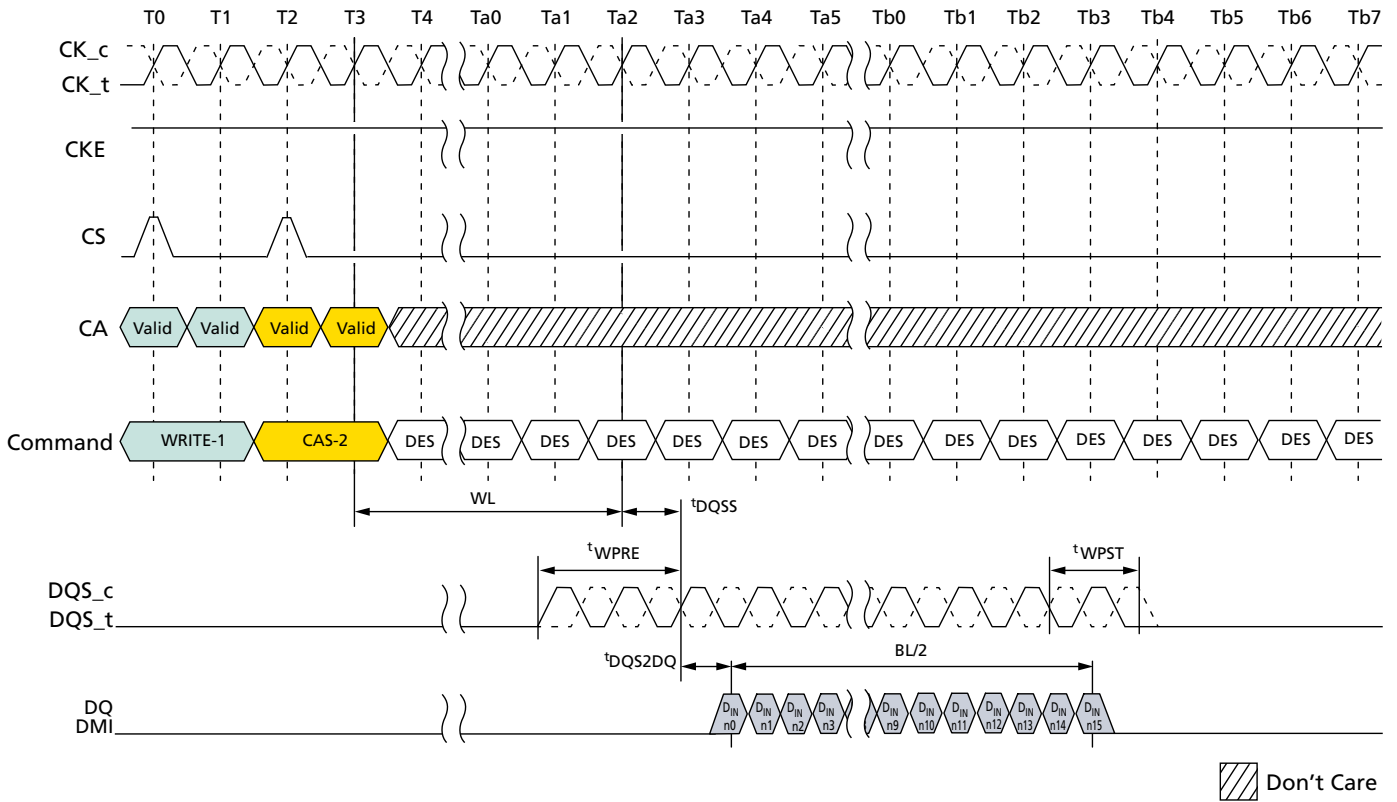 T0 T1 T2 T3 T4 Ta0 Ta1 Ta2 Ta3 Ta4 Ta5 Tb0 Tb1 Tb2 Tb3 Tb4 Tb5 Tb6 Tb7
CK_c
CK_t
CKE
CS
CA Valid Valid Valid Valid
Command WRITE-1 CAS-2 DES DES DES DES DES DES DES DES DES DES DES DES DES DES DES
WL tDQSS
tWPRE tWPST
DQS_c
DQS_t
tDQS2DQ BL/2
DQ
DMI
DIN n0 DIN n1 DIN n2 DIN n3 DIN n9 DIN n10 DIN n11 DIN n12 DIN n13 DIN n14 DIN n15
Don't Care